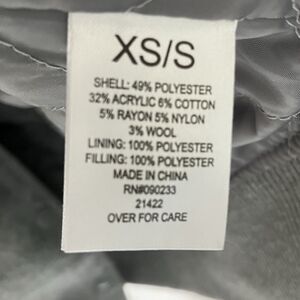 XS/S
SHELL: 49% POLYESTER
32% ACRYLIC 6% COTTON
5% RAYON 5% NYLON
3% WOOL
LINING: 100% POLYESTER
FILLING: 100% POLYESTER
MADE IN CHINA
RN#090233
21422
OVER FOR CARE